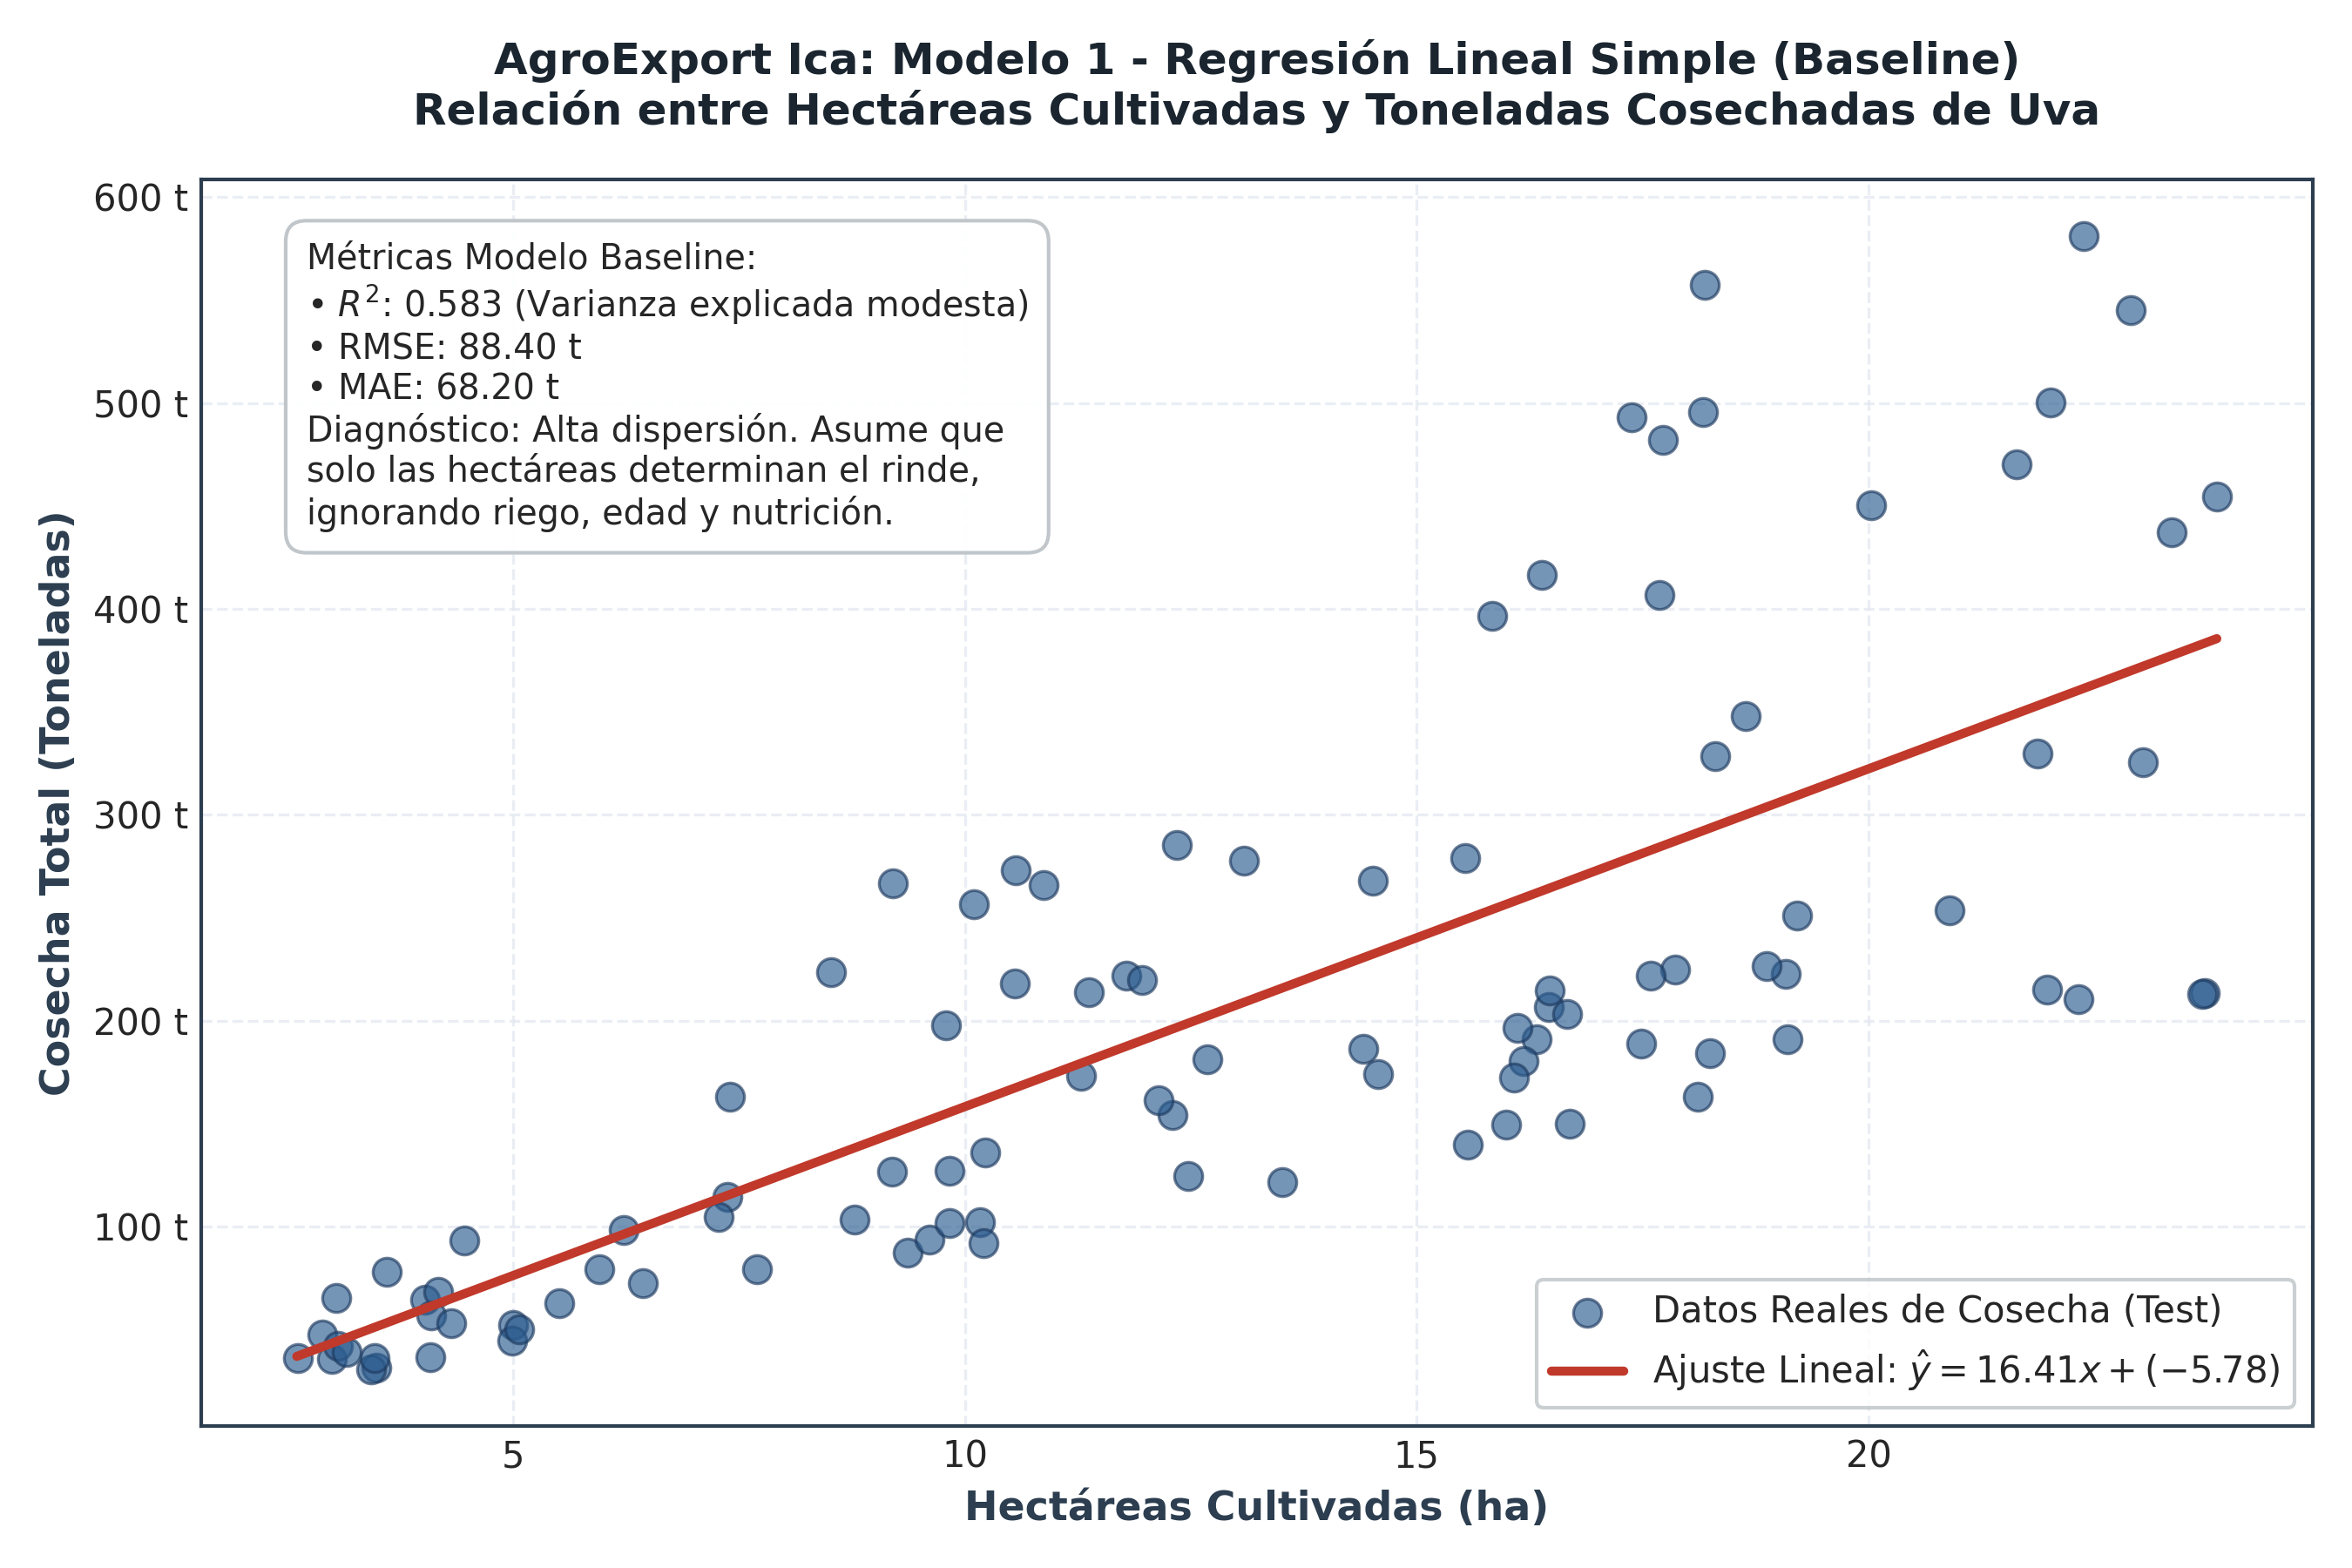 AgroExport Ica: Modelo 1 - Regresión Lineal Simple (Baseline)
Relación entre Hectáreas Cultivadas y Toneladas Cosechadas de Uva
Cosecha Total (Toneladas)
600 t
500 t
400 t
300 t
200 t
100 t
Métricas Modelo Baseline:
• R²: 0.583 (Varianza explicada modesta)
• RMSE: 88.40 t
• MAE: 68.20 t
Diagnóstico: Alta dispersión. Asume que
solo las hectáreas determinan el rinde,
ignorando riego, edad y nutrición.
Datos Reales de Cosecha (Test)
Ajuste Lineal: ŷ = 16.41x + (−5.78)
5
10
15
20
Hectáreas Cultivadas (ha)